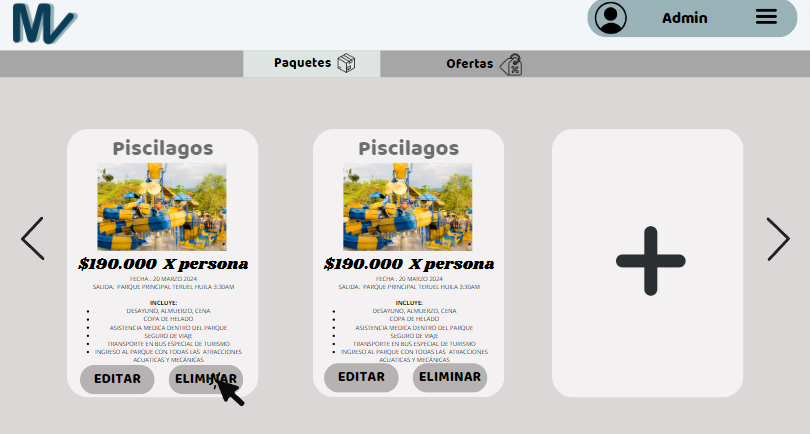 MV
Admin
Paquetes
Ofertas
Piscilagos
$190.000 X persona
FECHA : 20 MARZO 2024
SALIDA: PARQUE PRINCIPAL TERUEL HUILA 3:30AM
INCLUYE:
DESAYUNO, ALMUERZO, CENA
COPA DE HELADO
ASISTENCIA MEDICA DENTRO DEL PARQUE
SEGURO DE VIAJE
TRANSPORTE EN BUS ESPECIAL DE TURISMO
INGRESO AL PARQUE CON TODAS LAS ATRACCIONES
ACUATICAS Y MECÁNICAS
EDITAR
ELIMINAR
Piscilagos
$190.000 X persona
FECHA : 20 MARZO 2024
SALIDA: PARQUE PRINCIPAL TERUEL HUILA 3:30AM
INCLUYE:
DESAYUNO, ALMUERZO, CENA
COPA DE HELADO
ASISTENCIA MEDICA DENTRO DEL PARQUE
SEGURO DE VIAJE
TRANSPORTE EN BUS ESPECIAL DE TURISMO
INGRESO AL PARQUE CON TODAS LAS ATRACCIONES
ACUATICAS Y MECÁNICAS
EDITAR
ELIMINAR